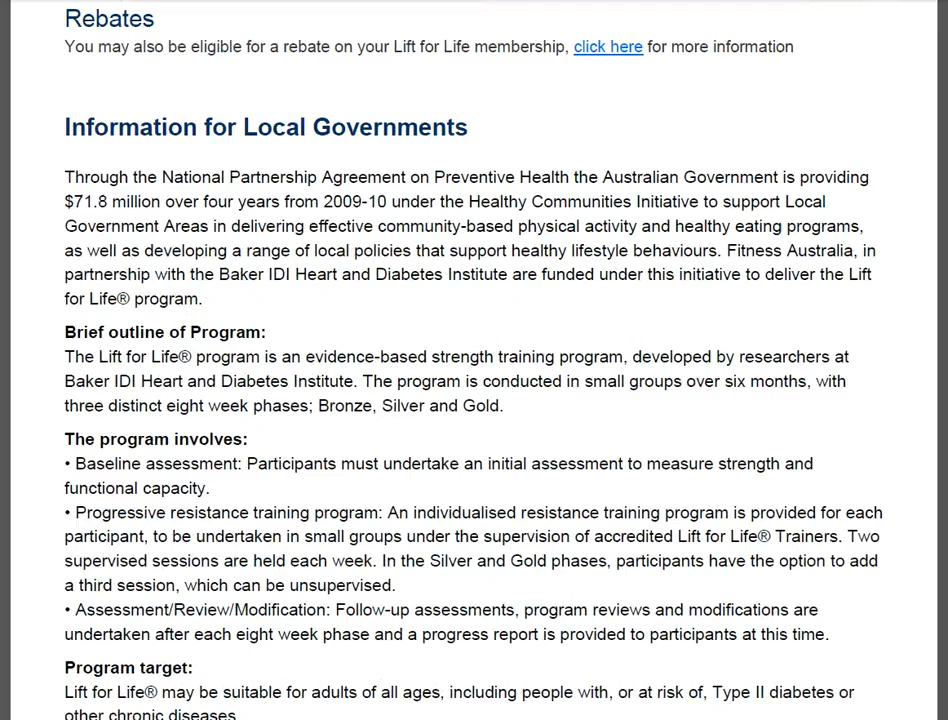 Rebates
You may also be eligible for a rebate on your Lift for Life membership, click here for more information
Information for Local Governments
Through the National Partnership Agreement on Preventive Health the Australian Government is providing
$71.8 million over four years from 2009-10 under the Healthy Communities Initiative to support Local
Government Areas in delivering effective community-based physical activity and healthy eating programs,
as well as developing a range of local policies that support healthy lifestyle behaviours. Fitness Australia, in
partnership with the Baker IDI Heart and Diabetes Institute are funded under this initiative to deliver the Lift
for Life® program.
Brief outline of Program:
The Lift for Life® program is an evidence-based strength training program, developed by researchers at
Baker IDI Heart and Diabetes Institute. The program is conducted in small groups over six months, with
three distinct eight week phases; Bronze, Silver and Gold.
The program involves:
• Baseline assessment: Participants must undertake an initial assessment to measure strength and
functional capacity.
• Progressive resistance training program: An individualised resistance training program is provided for each
participant, to be undertaken in small groups under the supervision of accredited Lift for Life® Trainers. Two
supervised sessions are held each week. In the Silver and Gold phases, participants have the option to add
a third session, which can be unsupervised.
• Assessment/Review/Modification: Follow-up assessments, program reviews and modifications are
undertaken after each eight week phase and a progress report is provided to participants at this time.
Program target:
Lift for Life® may be suitable for adults of all ages, including people with, or at risk of, Type II diabetes or
other chronic diseases